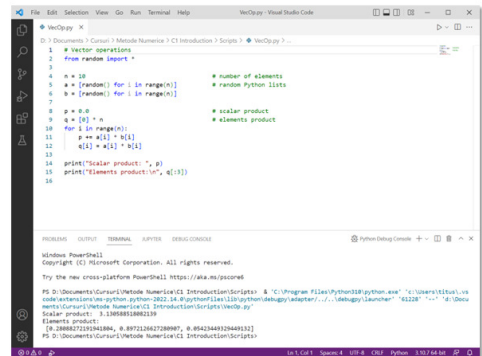 File Edit Selection View Go Run Terminal Help VecOp.py - Visual Studio Code
VecOp.py
D: > Documents > Cursuri > Metode Numerice > C1 Introduction > Scripts > VecOp.py > ...
1 # Vector operations
2 from random import *
3
4 n = 10 # number of elements
5 a = [random() for i in range(n)] # random Python lists
6 b = [random() for i in range(n)]
7
8 p = 0.0 # scalar product
9 q = [0] * n # elements product
10 for i in range(n):
11 p += a[i] * b[i]
12 q[i] = a[i] * b[i]
13
14 print("Scalar product: ", p)
15 print("Elements product:\n", q[:3])
16
PROBLEMS OUTPUT TERMINAL JUPYTER DEBUG CONSOLE Python Debug Console
Windows PowerShell
Copyright (C) Microsoft Corporation. All rights reserved.
Try the new cross-platform PowerShell https://aka.ms/pscore6
PS D:\Documents\Cursuri\Metode Numerice\C1 Introduction\Scripts> & 'C:\Program Files\Python310\python.exe' 'c:\Users\titus\.vs
code\extensions\ms-python.python-2022.14.0\pythonFiles\lib\python\debugpy\adapter/../..\debugpy\launcher' '61228' '--' 'd:\Docu
ments\Cursuri\Metode Numerice\C1 Introduction\Scripts\VecOp.py'
Scalar product: 3.130588518082139
Elements product:
[0.28088272191941804, 0.8972126627280907, 0.05423449329449132]
PS D:\Documents\Cursuri\Metode Numerice\C1 Introduction\Scripts>
0 0 Ln 1, Col 1 Spaces: 4 UTF-8 CRLF Python 3.10.7 64-bit